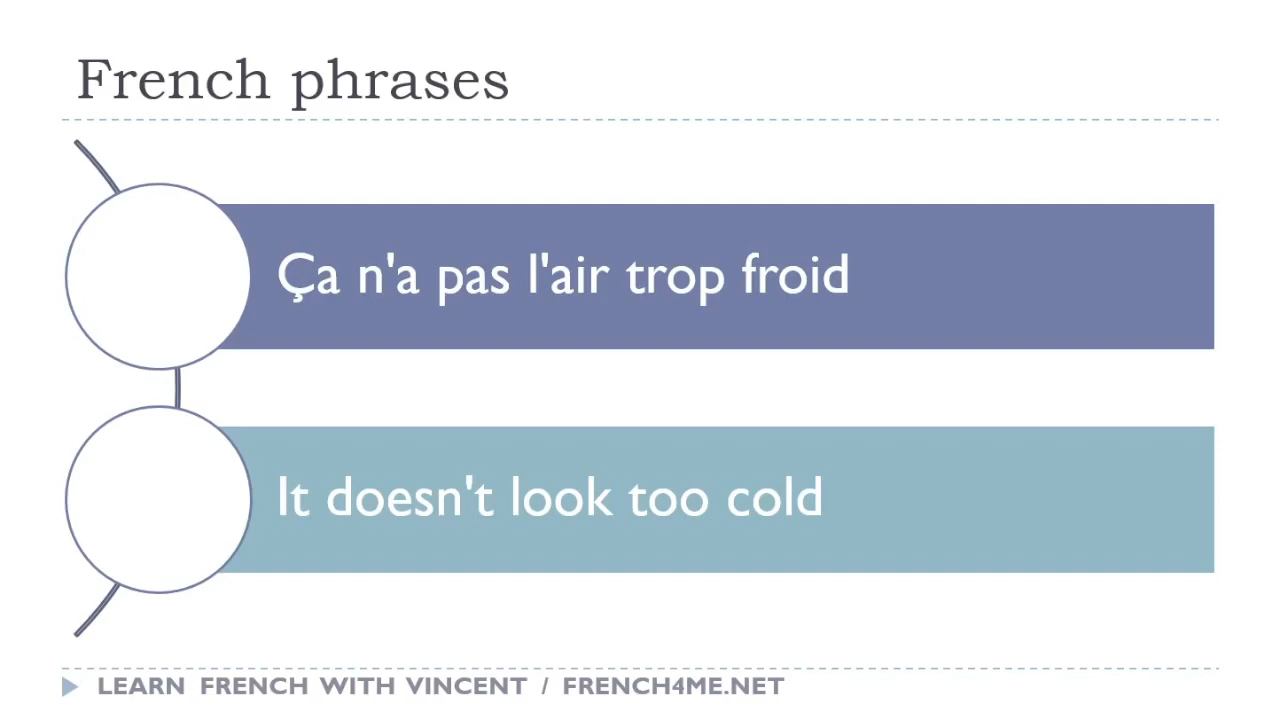 French phrases
Ça n'a pas l'air trop froid
It doesn't look too cold
LEARN FRENCH WITH VINCENT / FRENCH4ME.NET